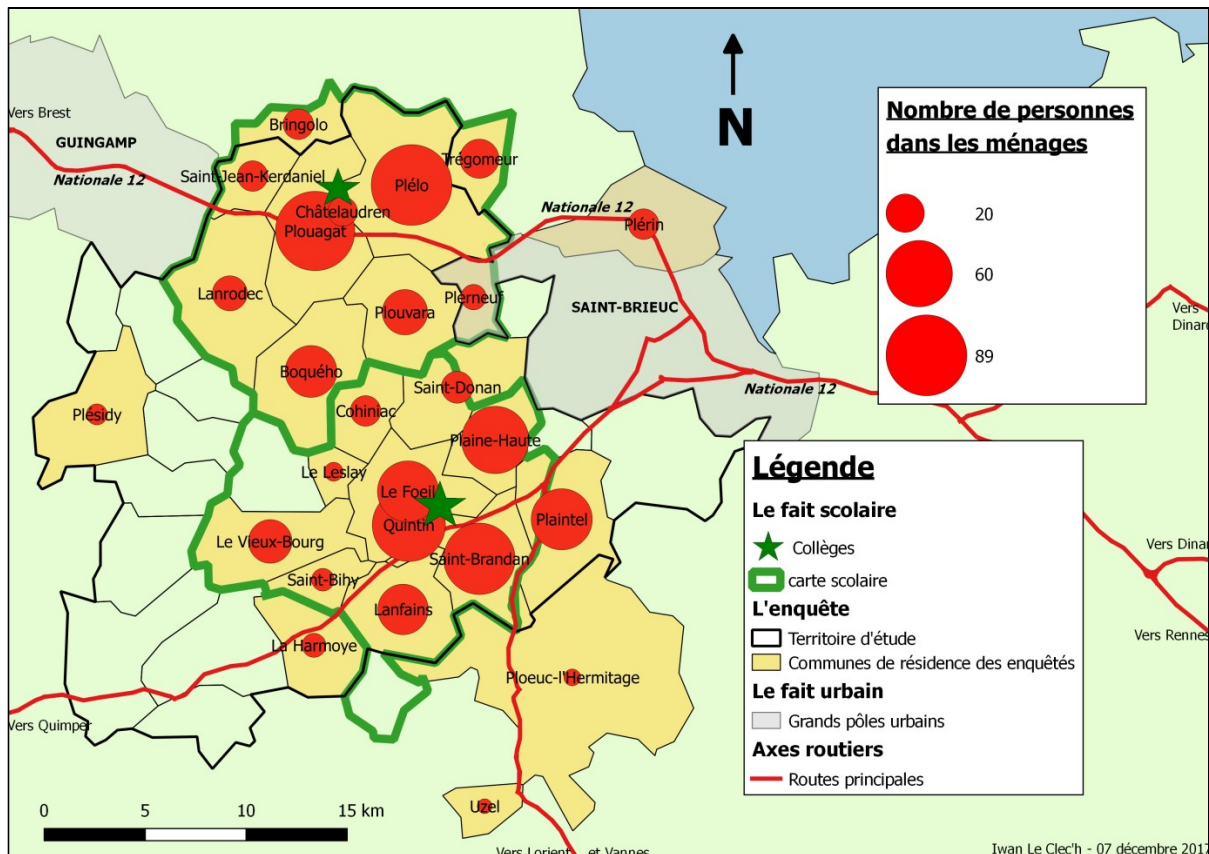 Vers Brest
GUINGAMP
Nationale 12
Bringolo
Saint-Jean-Kerdaniel
Trégomeur
Plélo
Châtelaudren
Plouagat
N
Nationale 12
Plérin
Lanrodec
Plouvara
Plerneuf
SAINT-BRIEUC
Nationale 12
Boquého
Saint-Donan
Cohiniac
Plésidy
Plaine-Haute
Le Leslay
Le Foeil
Quintin
Plaintel
Le Vieux-Bourg
Saint-Brandan
Saint-Bihy
Lanfains
La Harmoye
Ploeuc-l'Hermitage
Vers Quimper
Uzel
0 5 10 15 km
Vers Lorient et Vannes
Nombre de personnes
dans les ménages
20
60
89
Vers
Dinard
Légende
Le fait scolaire
Collèges
carte scolaire
L'enquête
Territoire d'étude
Communes de résidence des enquêtés
Le fait urbain
Grands pôles urbains
Axes routiers
Routes principales
Vers Dinan
Vers Rennes
Iwan Le Clec'h - 07 décembre 2017